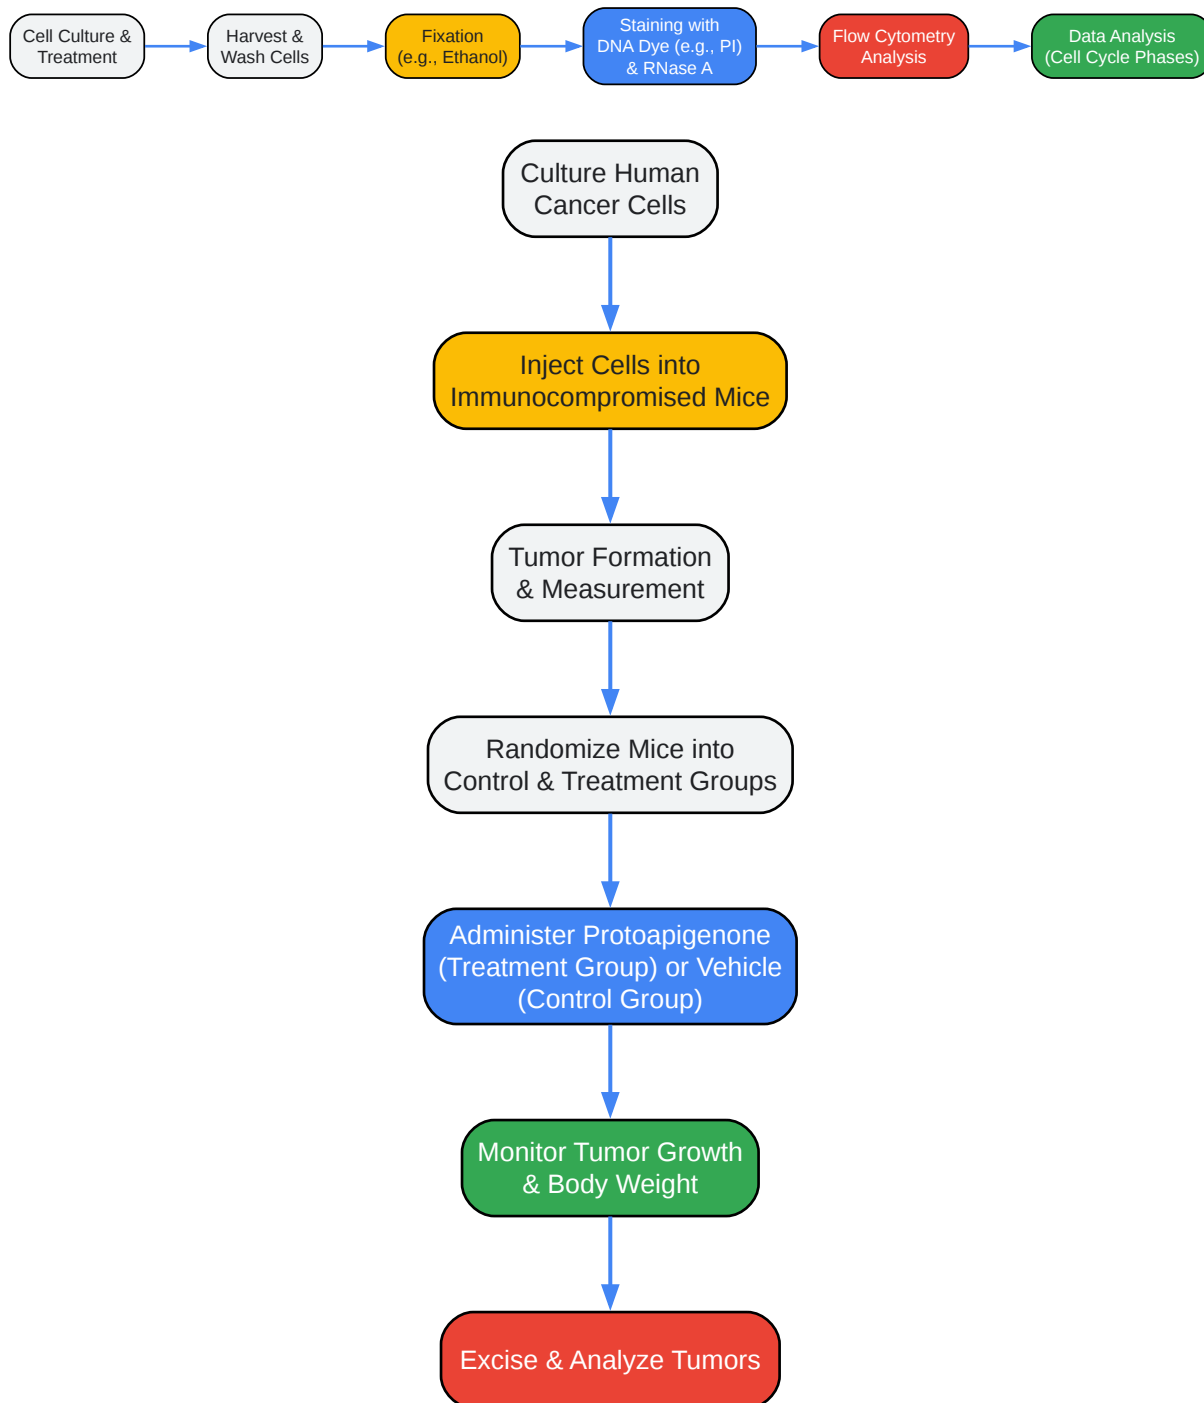 Cell Culture &
Treatment
Harvest &
Wash Cells
Fixation
(e.g., Ethanol)
Staining with
DNA Dye (e.g., PI)
& RNase A
Flow Cytometry
Analysis
Data Analysis
(Cell Cycle Phases)
Culture Human
Cancer Cells
Inject Cells into
Immunocompromised Mice
Tumor Formation
& Measurement
Randomize Mice into
Control & Treatment Groups
Administer Protoapigenone
(Treatment Group) or Vehicle
(Control Group)
Monitor Tumor Growth
& Body Weight
Excise & Analyze Tumors